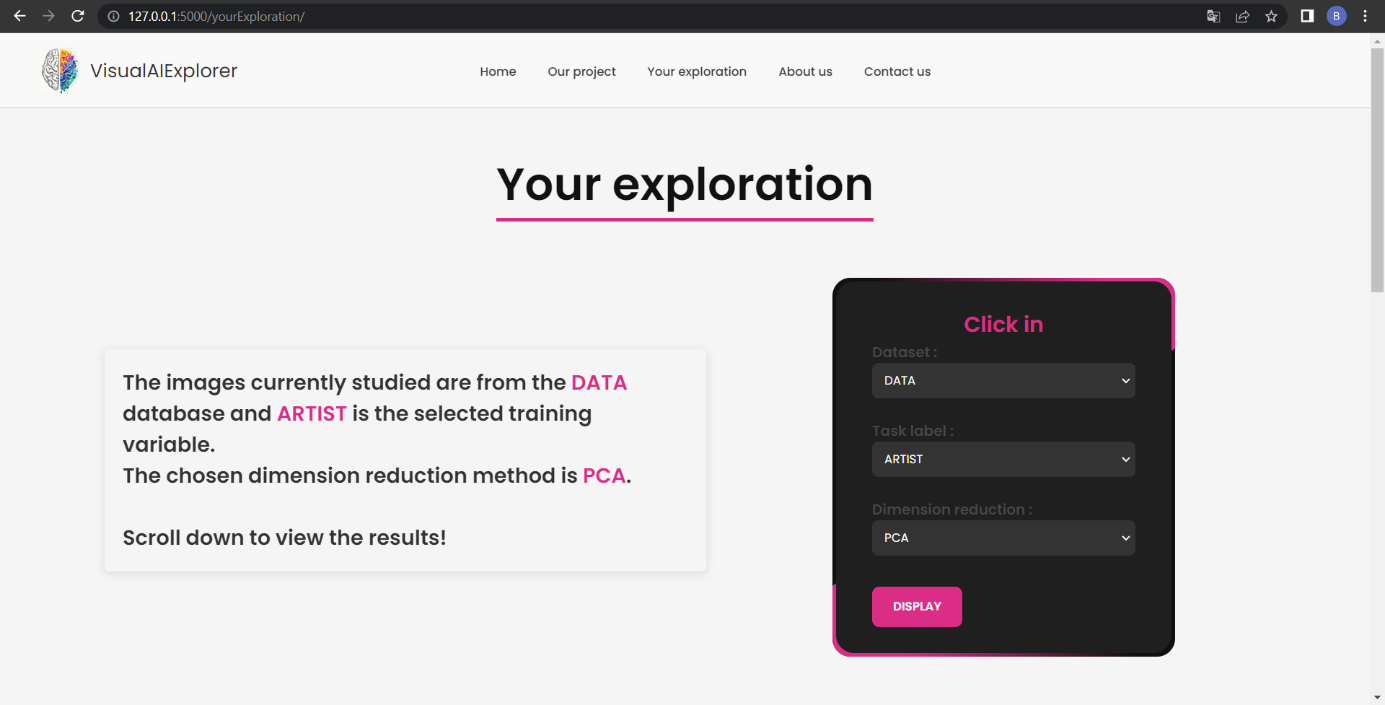 127.0.0.1:5000/yourExploration/
B
VisualAIExplorer
Home Our project Your exploration About us Contact us
Your exploration
The images currently studied are from the DATA
database and ARTIST is the selected training
variable.
The chosen dimension reduction method is PCA.
Scroll down to view the results!
Click in
Dataset :
DATA
Task label :
ARTIST
Dimension reduction :
PCA
DISPLAY